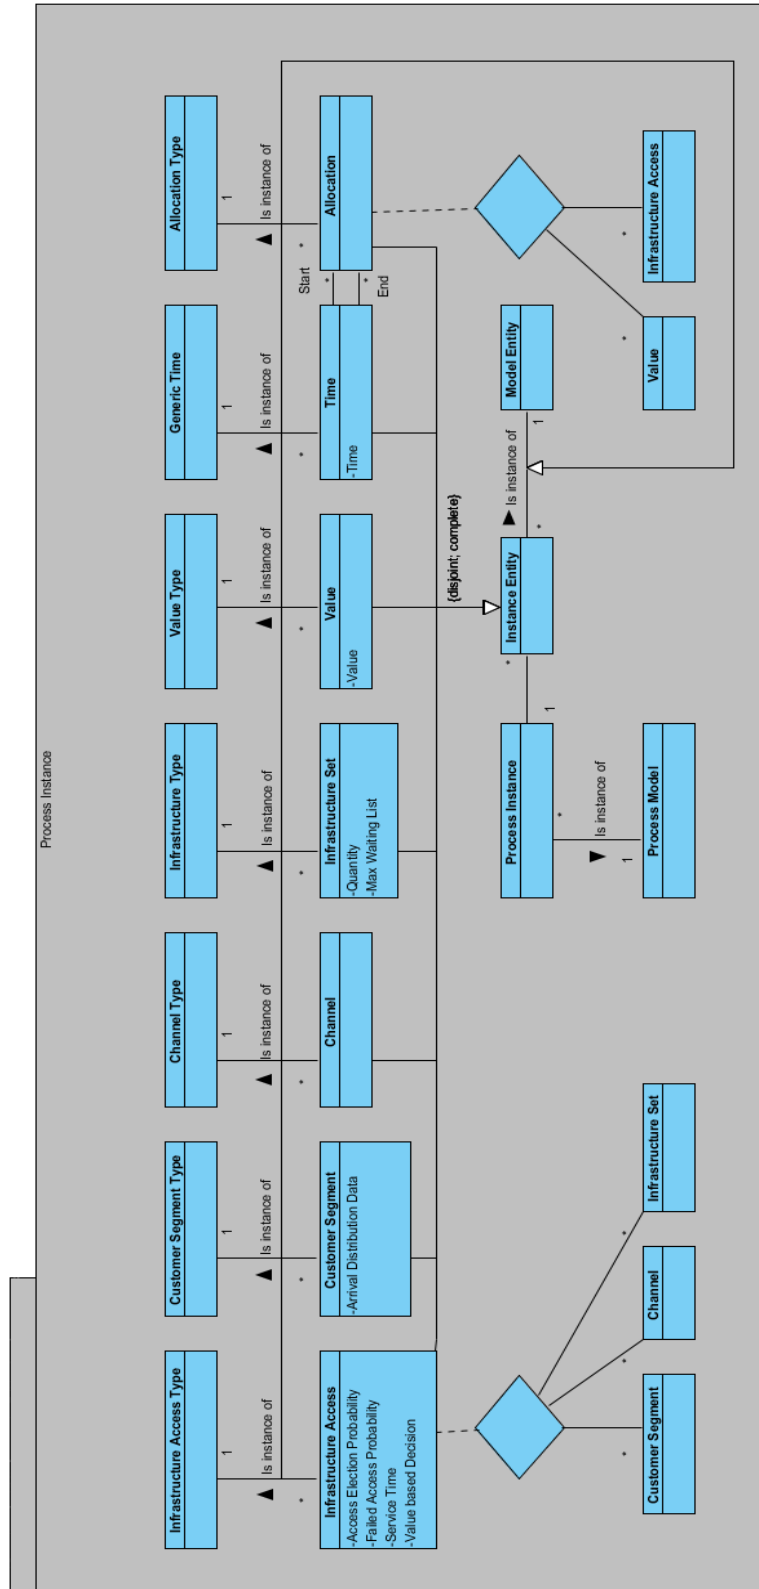 Process Instance
Infrastructure Access Type
Customer Segment Type
Channel Type
Infrastructure Type
Value Type
Generic Time
Allocation Type
1
1
1
1
1
1
1
Is instance of
Is instance of
Is instance of
Is instance of
Is instance of
Is instance of
Is instance of
*
*
*
*
*
*
*
Infrastructure Access
-Access Election Probability
-Failed Access Probability
-Service Time
-Value based Decision
Customer Segment
-Arrival Distribution Data
Channel
Infrastructure Set
-Quantity
-Max Waiting List
Value
-Value
Time
-Time
Start
*
*
End
Allocation
{disjoint; complete}
Process Instance
1
*
Instance Entity
*
Is instance of
1
Model Entity
*
Is instance of
1
Process Model
*
*
*
Customer Segment
Channel
Infrastructure Set
*
*
Value
Infrastructure Access